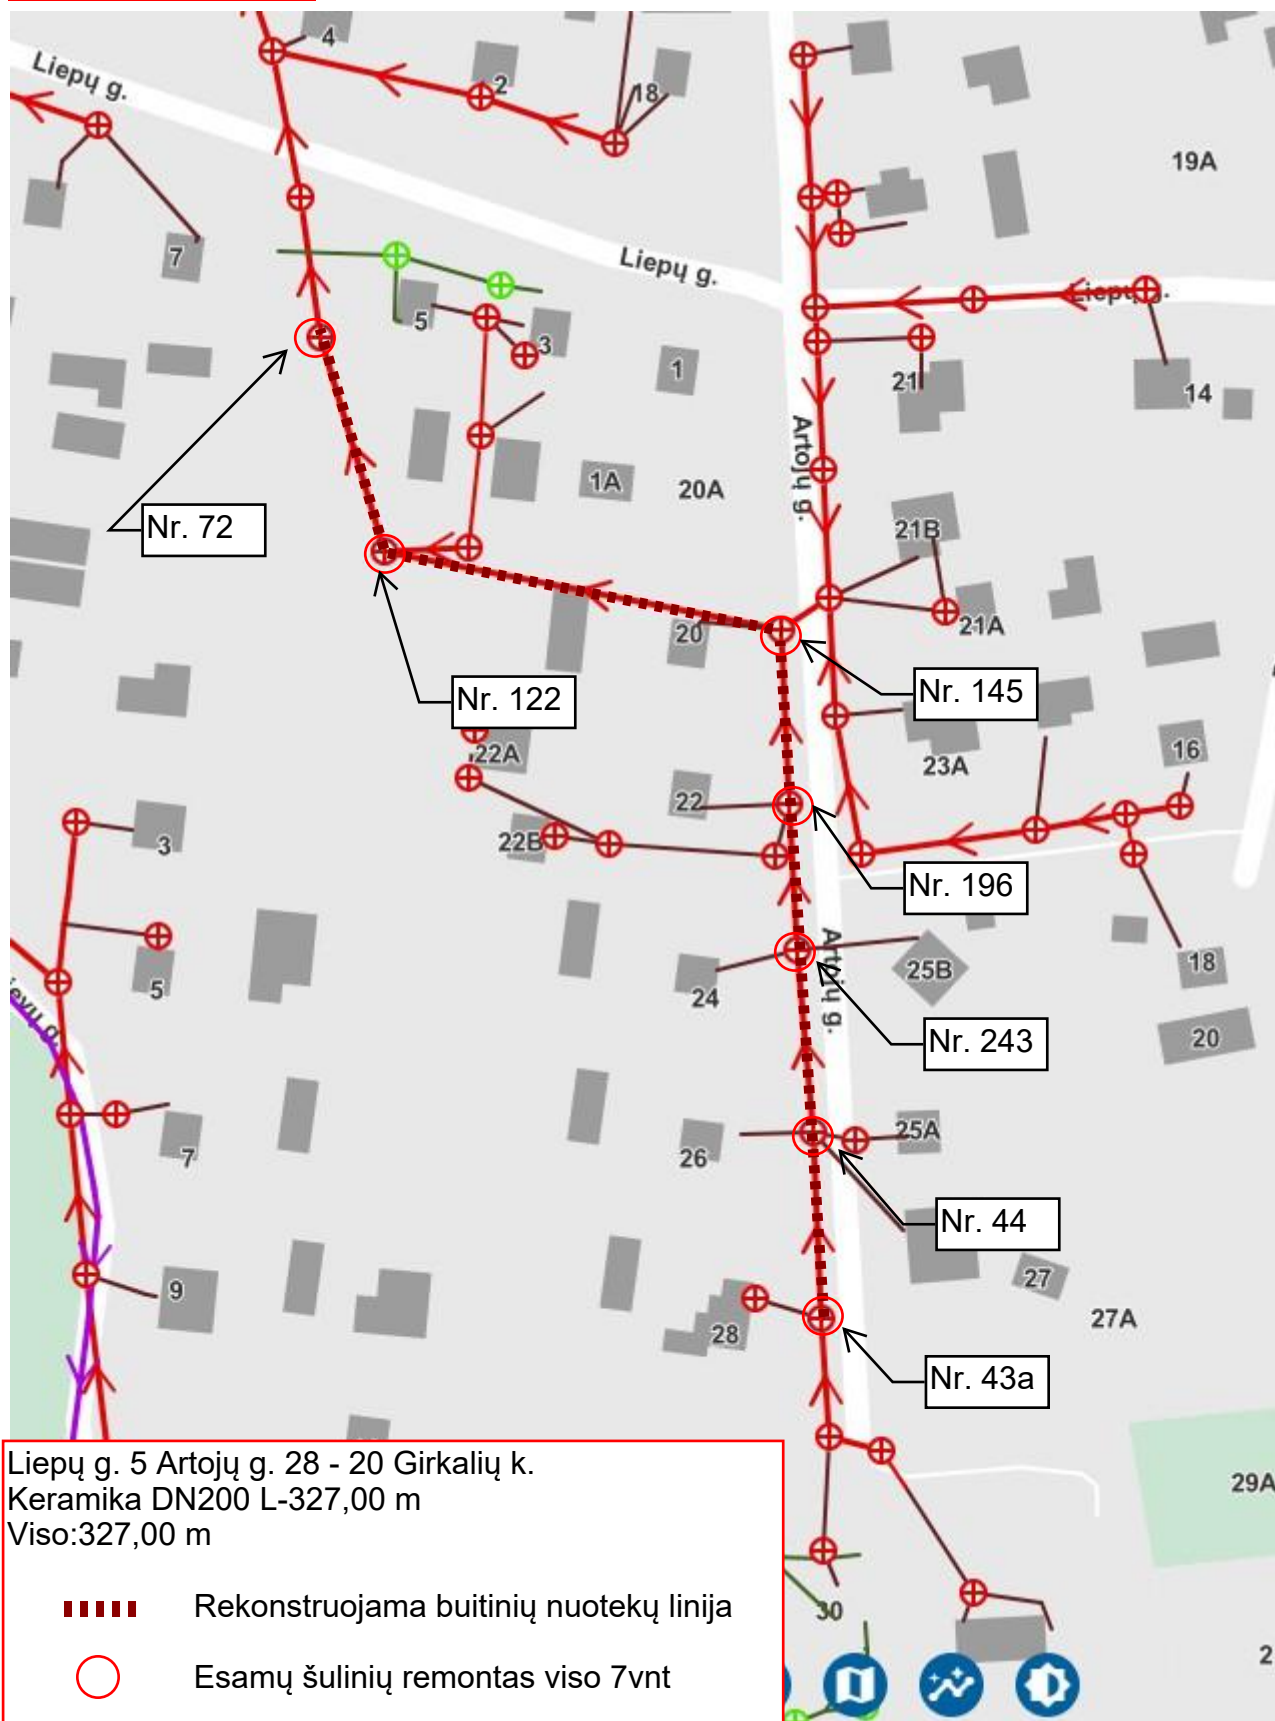 4
Liepų g.
2
18
19A
7
Liepų g.
Liepų g.
5
3
1
21
14
Artojų g.
1A
20A
Nr. 72
21B
20
21A
Nr. 122
Nr. 145
22A
23A
16
22
3
22B
Nr. 196
Artojų g.
25B
18
5
24
20
Nr. 243
25A
7
26
Nr. 44
9
27
28
27A
Nr. 43a
Liepų g. 5 Artojų g. 28 - 20 Girkalių k.
Keramika DN200 L-327,00 m
Viso:327,00 m
29A
Rekonstruojama buitinių nuotekų linija
30
2
Esamų šulinių remontas viso 7vnt